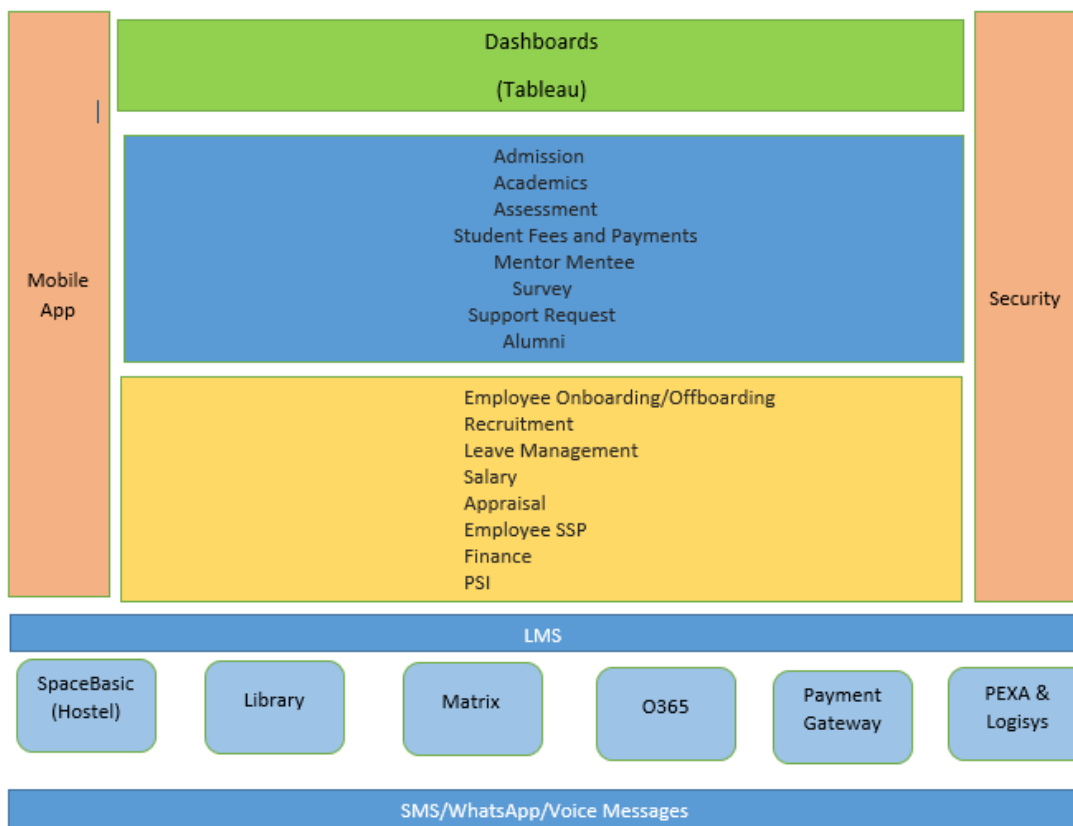 Dashboards
(Tableau)
Admission
Academics
Assessment
Student Fees and Payments
Mentor Mentee
Survey
Support Request
Alumni
Mobile
App
Security
Employee Onboarding/Offboarding
Recruitment
Leave Management
Salary
Appraisal
Employee SSP
Finance
PSI
LMS
SpaceBasic
(Hostel)
Library
Matrix
O365
Payment
Gateway
PEXA &
Logisys
SMS/WhatsApp/Voice Messages